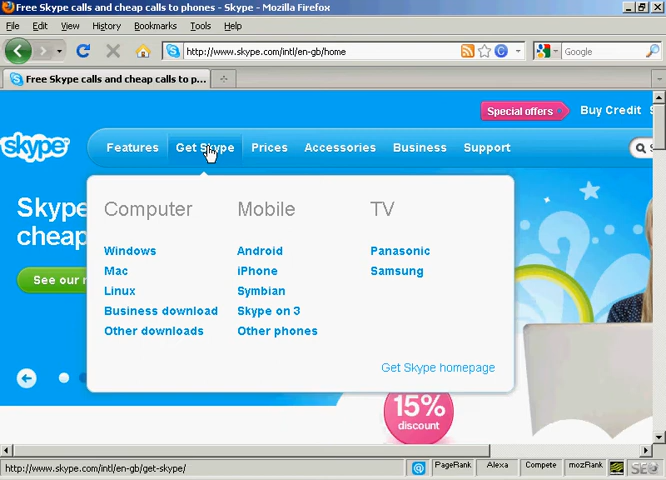 Free Skype calls and cheap calls to phones - Skype - Mozilla Firefox
File Edit View History Bookmarks Tools Help
http://www.skype.com/intl/en-gb/home
Google
Free Skype calls and cheap calls to p...
Special offers Buy Credit S
skype Features Get Skype Prices Accessories Business Support S
Computer Mobile TV
Skype
cheap
Windows Android Panasonic
Mac iPhone Samsung
See our r
Linux Symbian
Business download Skype on 3
Other downloads Other phones
Get Skype homepage
15%
discount
http://www.skype.com/intl/en-gb/get-skype/ PageRank Alexa Compete mozRank SEO